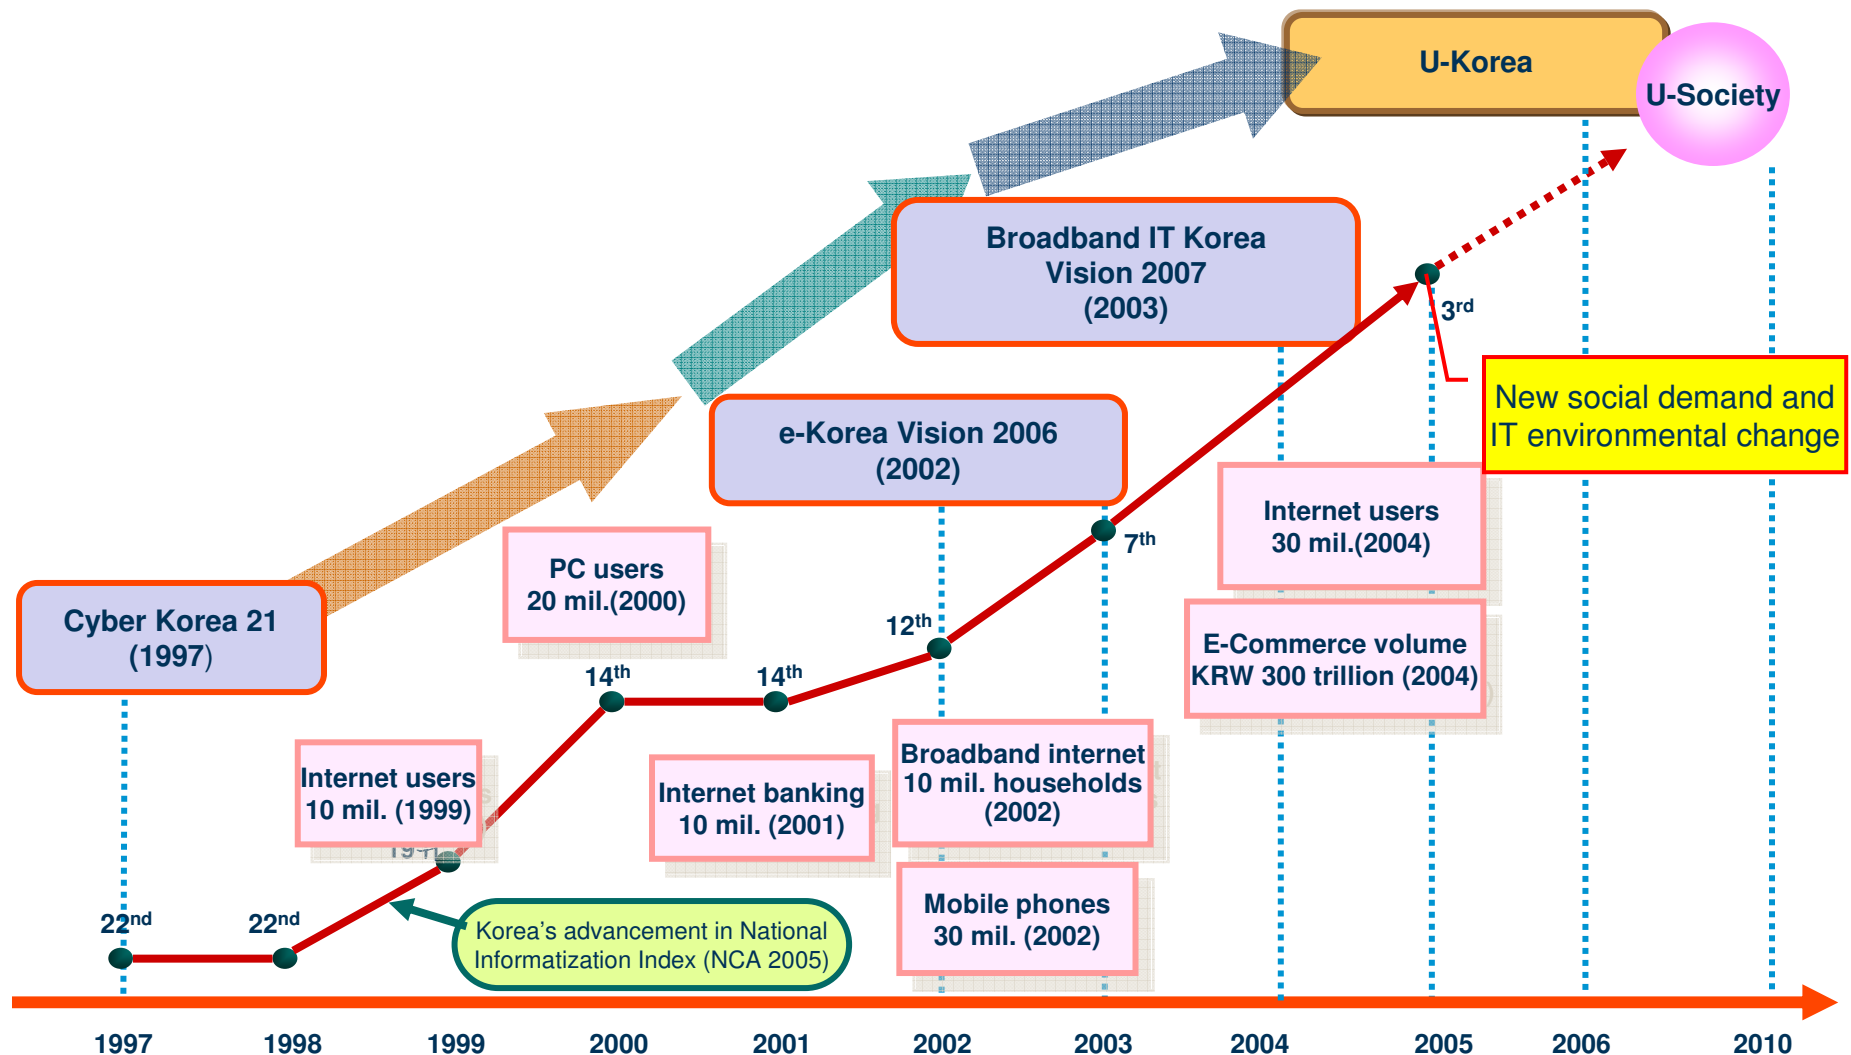 U-Korea
U-Society
Broadband IT Korea
Vision 2007
(2003)
3rd
New social demand and
IT environmental change
e-Korea Vision 2006
(2002)
Internet users
30 mil.(2004)
7th
PC users
20 mil.(2000)
Cyber Korea 21
(1997)
12th
E-Commerce volume
KRW 300 trillion (2004)
14th
14th
Internet users
10 mil. (1999)
Internet banking
10 mil. (2001)
Broadband internet
10 mil. households
(2002)
22nd
22nd
Korea's advancement in National
Informatization Index (NCA 2005)
Mobile phones
30 mil. (2002)
1997
1998
1999
2000
2001
2002
2003
2004
2005
2006
2010